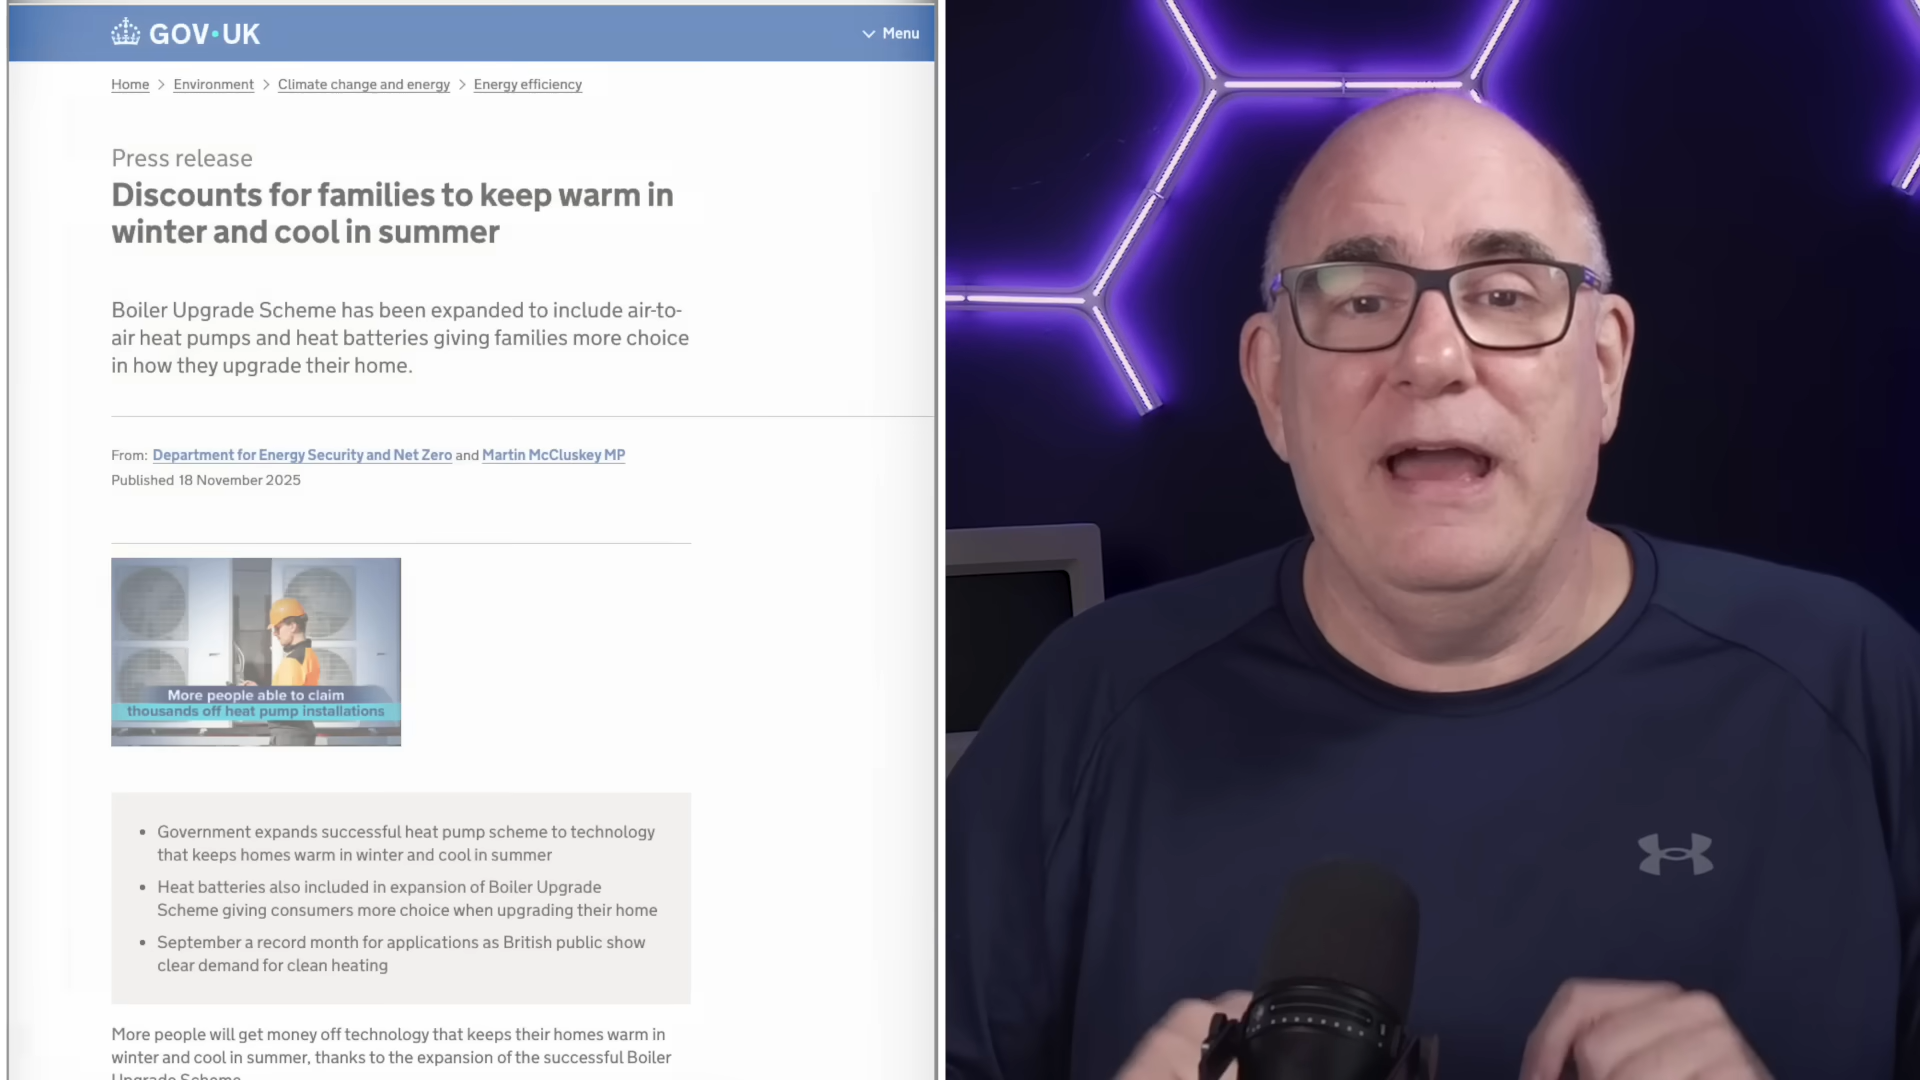 GOV·UK
Menu
Home > Environment > Climate change and energy > Energy efficiency
Press release
Discounts for families to keep warm in
winter and cool in summer
Boiler Upgrade Scheme has been expanded to include air-to-
air heat pumps and heat batteries giving families more choice
in how they upgrade their home.
From: Department for Energy Security and Net Zero and Martin McCluskey MP
Published 18 November 2025
More people able to claim
thousands off heat pump installations
• Government expands successful heat pump scheme to technology
that keeps homes warm in winter and cool in summer
• Heat batteries also included in expansion of Boiler Upgrade
Scheme giving consumers more choice when upgrading their home
• September a record month for applications as British public show
clear demand for clean heating
More people will get money off technology that keeps their homes warm in
winter and cool in summer, thanks to the expansion of the successful Boiler
Upgrade Scheme.